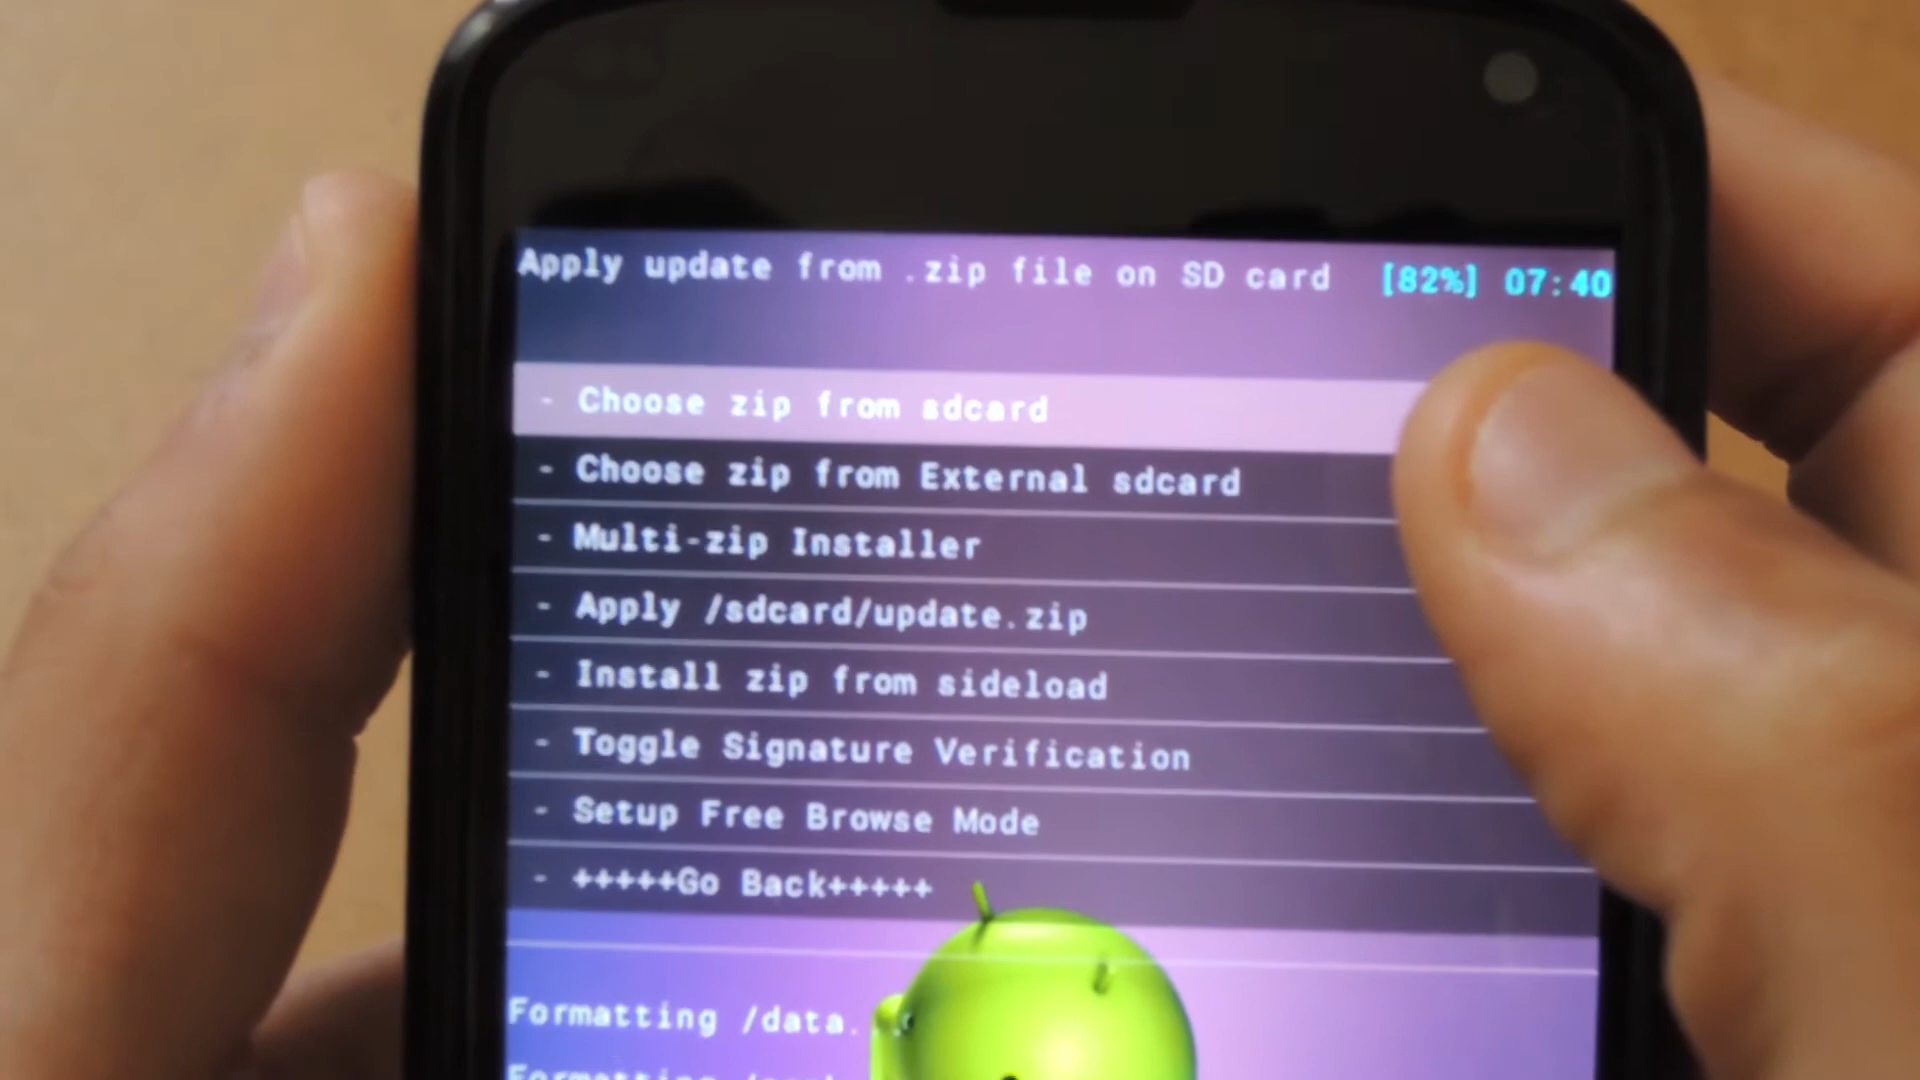 Apply update from .zip file on SD card [82%] 07:40
- Choose zip from sdcard
- Choose zip from External sdcard
- Multi-zip Installer
- Apply /sdcard/update.zip
- Install zip from sideload
- Toggle Signature Verification
- Setup Free Browse Mode
- +++++Go Back+++++
Formatting /data.
Formatting